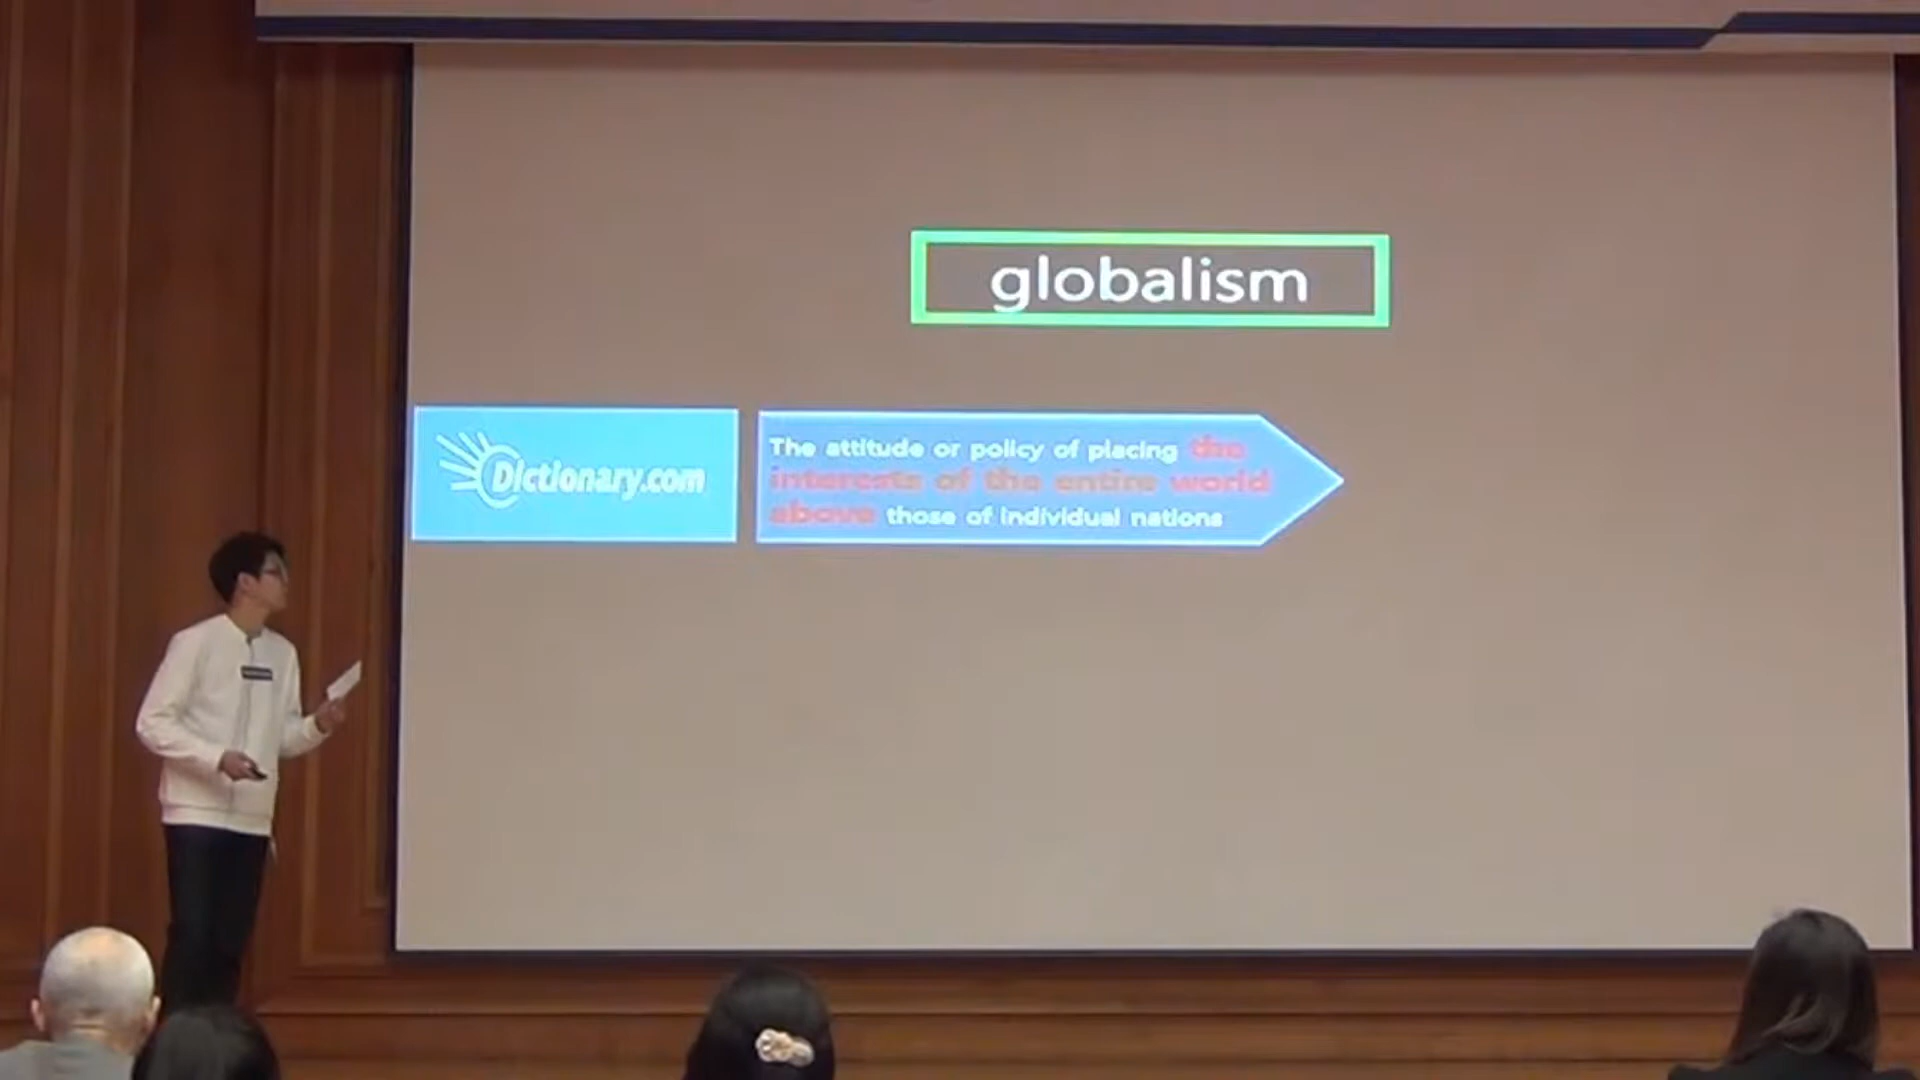 globalism
Dictionary.com
The attitude or policy of placing the
interests of the entire world
above those of individual nations